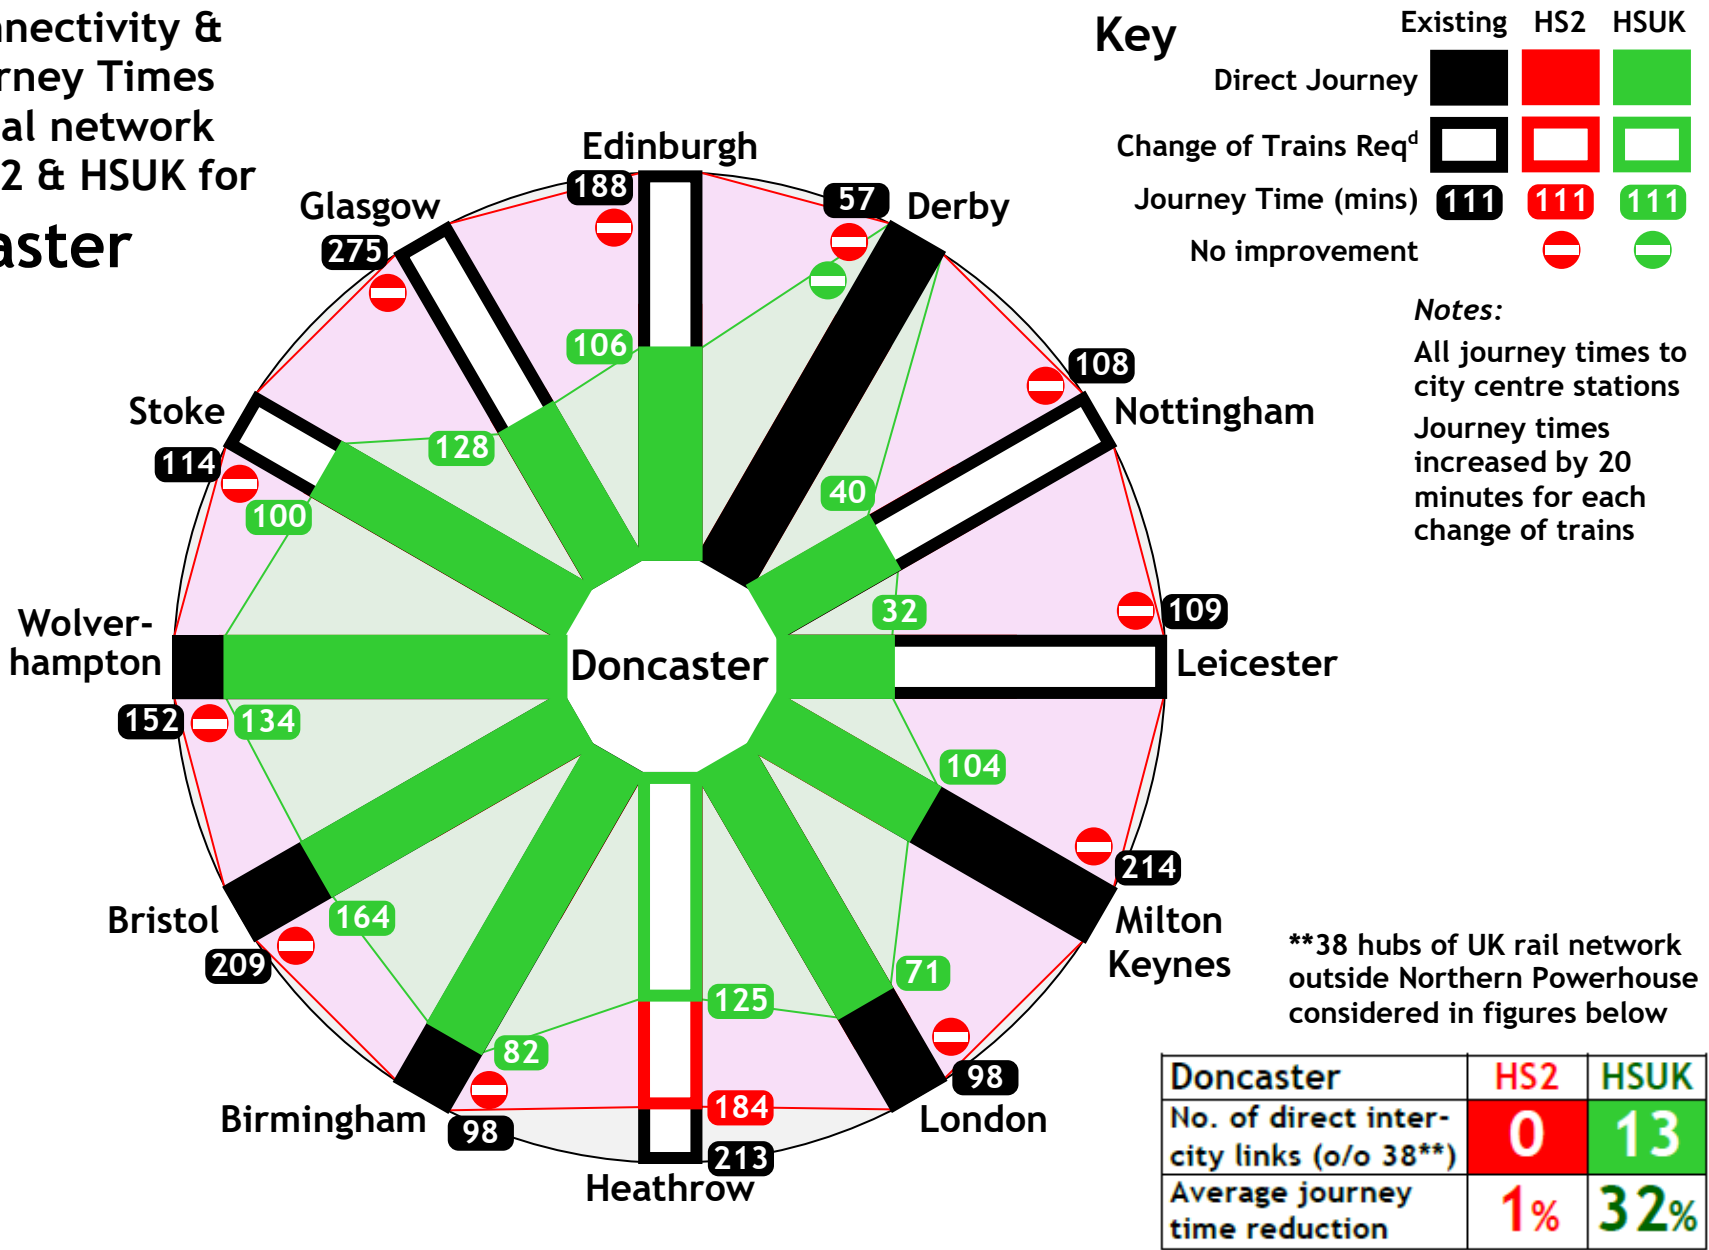 nnectivity &
rney Times
al network
2 & HSUK for
aster
Key
Existing HS2 HSUK
Direct Journey
Change of Trains Reqd
Journey Time (mins) 111 111 111
No improvement
Notes:
All journey times to
city centre stations
Journey times
increased by 20
minutes for each
change of trains
Edinburgh
188
106
57
Derby
108
Nottingham
40
109
Leicester
32
104
214
Milton
Keynes
71
98
London
125
184
213
Heathrow
82
98
Birmingham
164
209
Bristol
Wolver-
hampton
152
134
Stoke
114
100
Glasgow
275
128
Doncaster
**38 hubs of UK rail network
outside Northern Powerhouse
considered in figures below
Doncaster HS2 HSUK
No. of direct inter-
city links (o/o 38**) 0 13
Average journey
time reduction 1% 32%